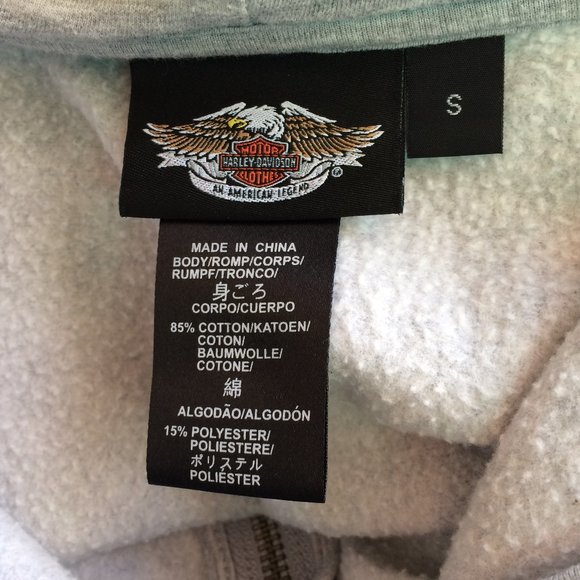 MOTOR
HARLEY-DAVIDSON
CLOTHES
AN AMERICAN LEGEND
®
S
MADE IN CHINA
BODY/ROMP/CORPS/
RUMPF/TRONCO/
身ごろ
CORPO/CUERPO
85% COTTON/KATOEN/
COTON/
BAUMWOLLE/
COTONE/
綿
ALGODÃO/ALGODÓN
15% POLYESTER/
POLIESTERE/
ポリステル
POLIÉSTER